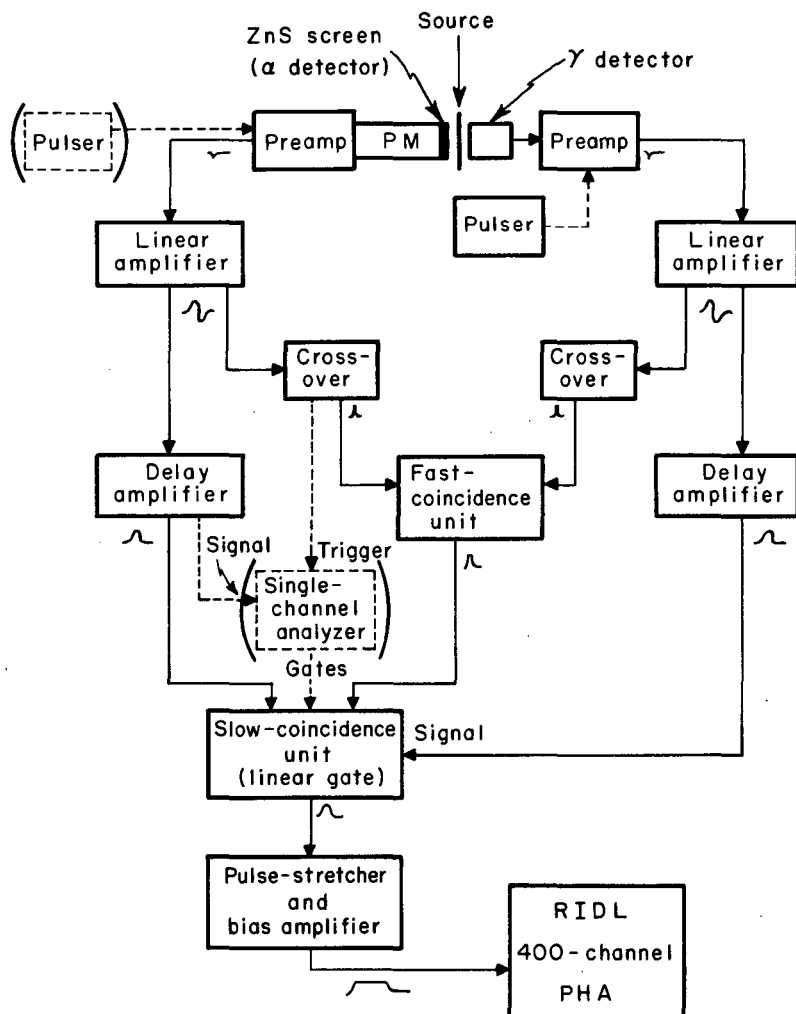 Source
ZnS screen
(α detector)
γ detector
Pulser
Preamp
PM
Preamp
Pulser
Linear
amplifier
Linear
amplifier
Cross-
over
Cross-
over
Delay
amplifier
Fast-
coincidence
unit
Delay
amplifier
Signal
Trigger
Single-
channel
analyzer
Gates
Slow-coincidence
unit
(linear gate)
Signal
Pulse-stretcher
and
bias amplifier
RIDL
400-channel
PHA